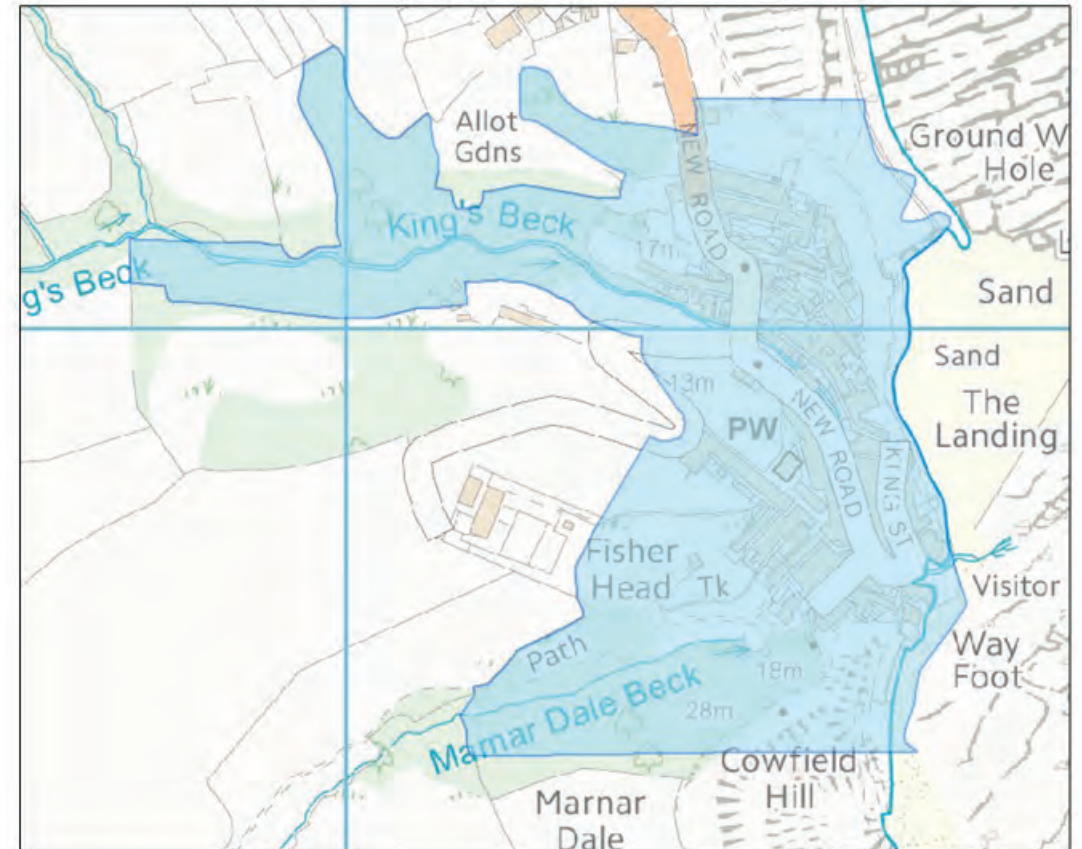 Allot
Gdns
Ground W
Hole
NEW ROAD
King's Beck
17m
g's Beck
L
Sand
Sand
The
Landing
13m
PW
NEW ROAD
KING ST
Fisher
Head
Tk
Visitor
Path
Way
Foot
18m
Marnar Dale Beck
28m
Cowfield
Hill
Marnar
Dale